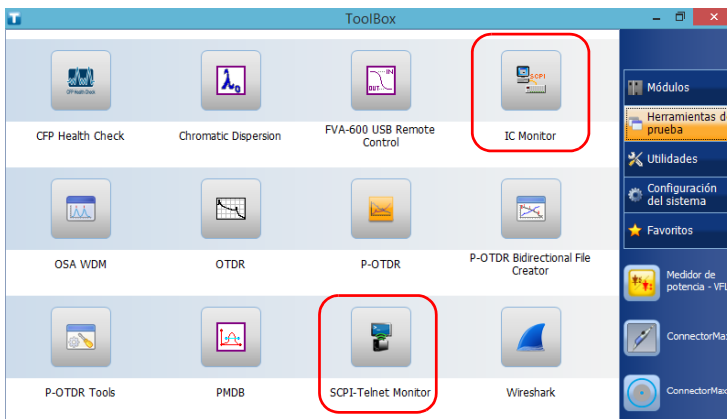 ToolBox
CFP Health Check
Chromatic Dispersion
FVA-600 USB Remote
Control
IC Monitor
OSA WDM
OTDR
P-OTDR
P-OTDR Bidirectional File
Creator
P-OTDR Tools
PMDB
SCPI-Telnet Monitor
Wireshark
SCPI
IN
OUT
λ₀
Módulos
Herramientas d
prueba
Utilidades
Configuración
del sistema
Favoritos
Medidor de
potencia - VFL
ConnectorMax
ConnectorMax